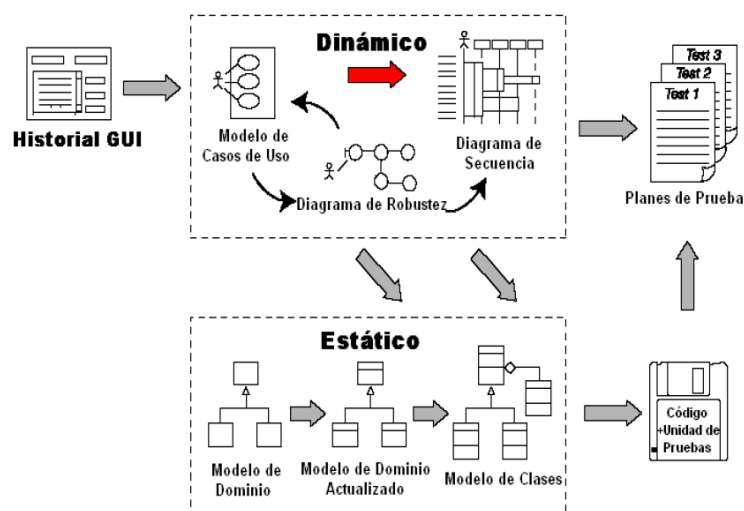 Historial GUI
Dinámico
Modelo de
Casos de Uso
Diagrama de Robustez
Diagrama de
Secuencia
Test 3
Test 2
Test 1
Planes de Prueba
Estático
Modelo de
Dominio
Modelo de Dominio
Actualizado
Modelo de Clases
Código
+Unidad de
Pruebas